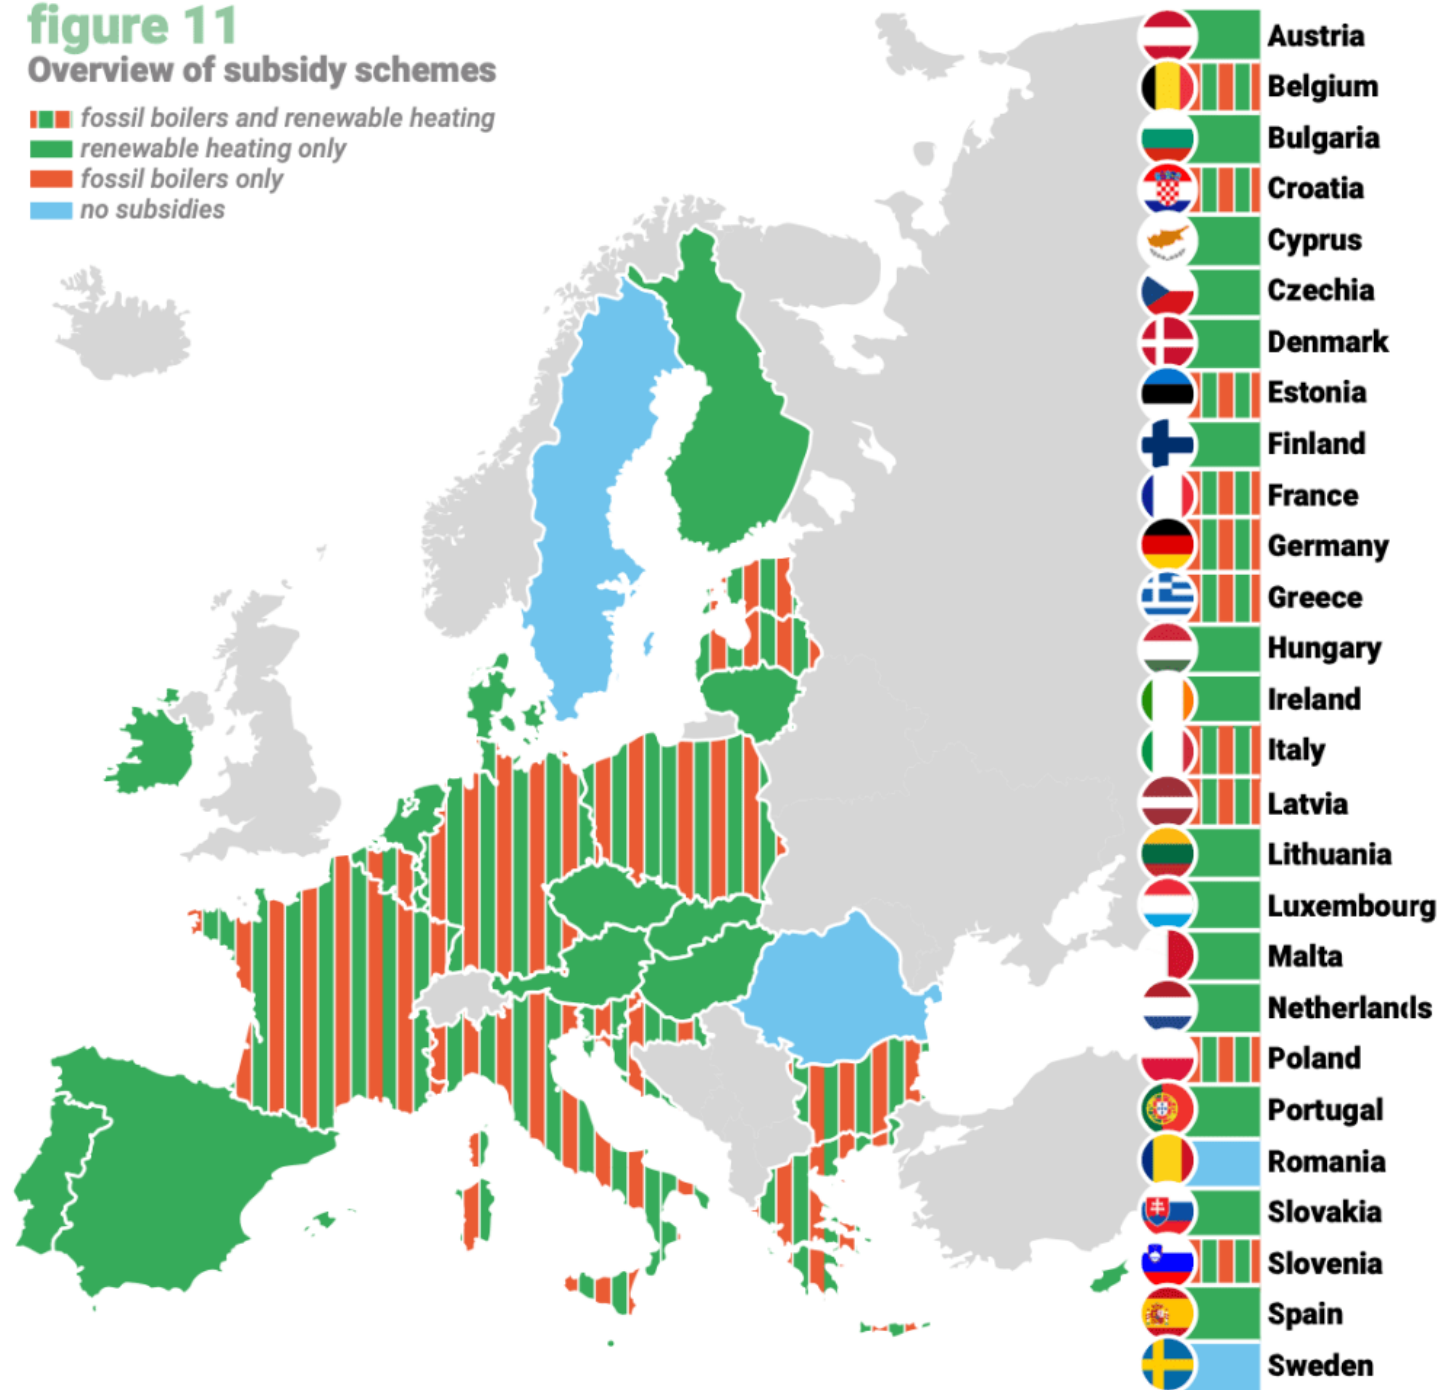 figure 11
Overview of subsidy schemes
fossil boilers and renewable heating
renewable heating only
fossil boilers only
no subsidies
Austria
Belgium
Bulgaria
Croatia
Cyprus
Czechia
Denmark
Estonia
Finland
France
Germany
Greece
Hungary
Ireland
Italy
Latvia
Lithuania
Luxembourg
Malta
Netherlands
Poland
Portugal
Romania
Slovakia
Slovenia
Spain
Sweden